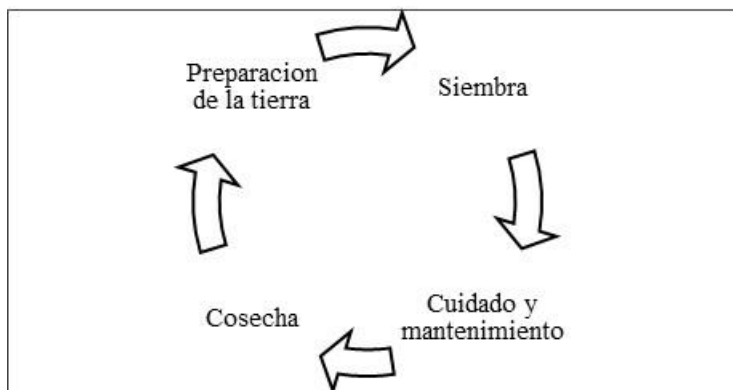 Preparacion
de la tierra
Siembra
Cuidado y
mantenimiento
Cosecha